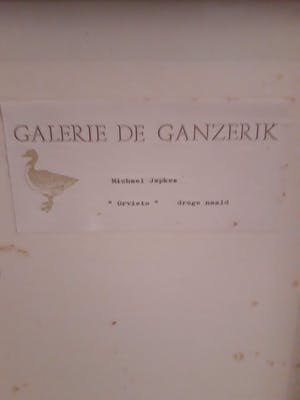 GALERIE DE GANZERIK
Michael Jepkes
" Orvieto " droge naald